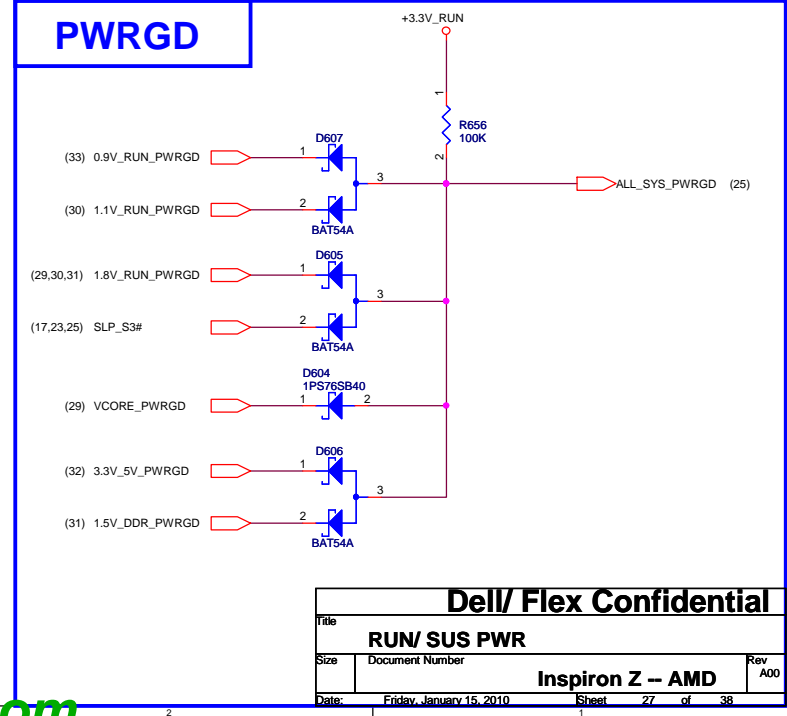 PWRGD
+3.3V_RUN
1
R656
100K
2
D607
(33) 0.9V_RUN_PWRGD 1
3
ALL_SYS_PWRGD (25)
(30) 1.1V_RUN_PWRGD 2
BAT54A
D605
(29,30,31) 1.8V_RUN_PWRGD 1
3
(17,23,25) SLP_S3# 2
BAT54A
D604
1PS76SB40
(29) VCORE_PWRGD 1 2
D606
(32) 3.3V_5V_PWRGD 1
3
(31) 1.5V_DDR_PWRGD 2
BAT54A
Dell/ Flex Confidential
Title
RUN/ SUS PWR
Size Document Number Rev
Inspiron Z -- AMD A00
Date: Friday, January 15, 2010 Sheet 27 of 38
om
2 1